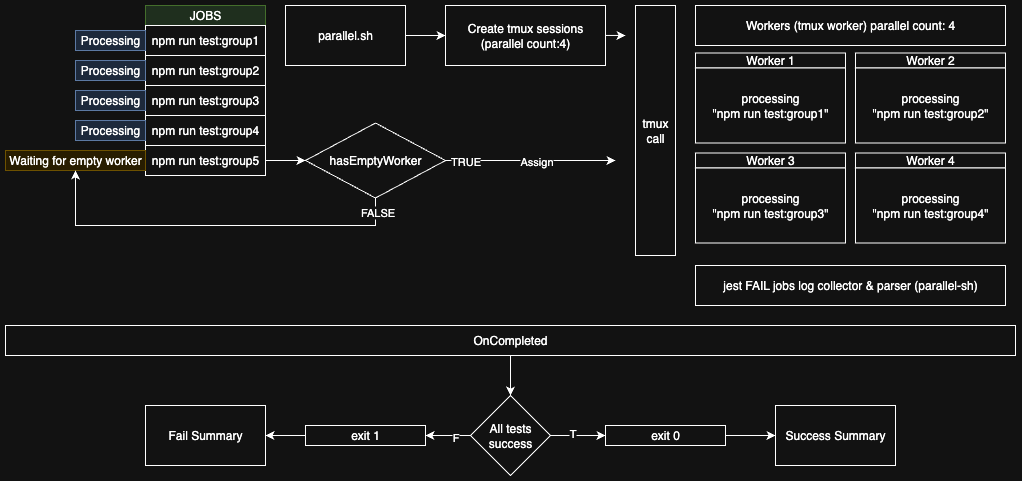 JOBS
Processing
npm run test:group1
Processing
npm run test:group2
Processing
npm run test:group3
Processing
npm run test:group4
Waiting for empty worker
npm run test:group5
parallel.sh
Create tmux sessions
(parallel count:4)
hasEmptyWorker
TRUE
Assign
FALSE
tmux
call
Workers (tmux worker) parallel count: 4
Worker 1
processing
"npm run test:group1"
Worker 2
processing
"npm run test:group2"
Worker 3
processing
"npm run test:group3"
Worker 4
processing
"npm run test:group4"
jest FAIL jobs log collector & parser (parallel-sh)
OnCompleted
Fail Summary
exit 1
F
All tests
success
T
exit 0
Success Summary